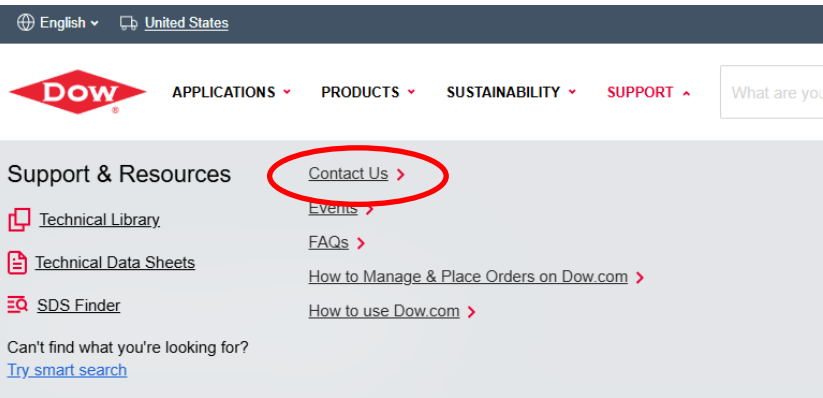 English
United States
DOW
®
APPLICATIONS
PRODUCTS
SUSTAINABILITY
SUPPORT
What are you
Support & Resources
Technical Library
Technical Data Sheets
SDS Finder
Can't find what you're looking for?
Try smart search
Contact Us
Events
FAQs
How to Manage & Place Orders on Dow.com
How to use Dow.com